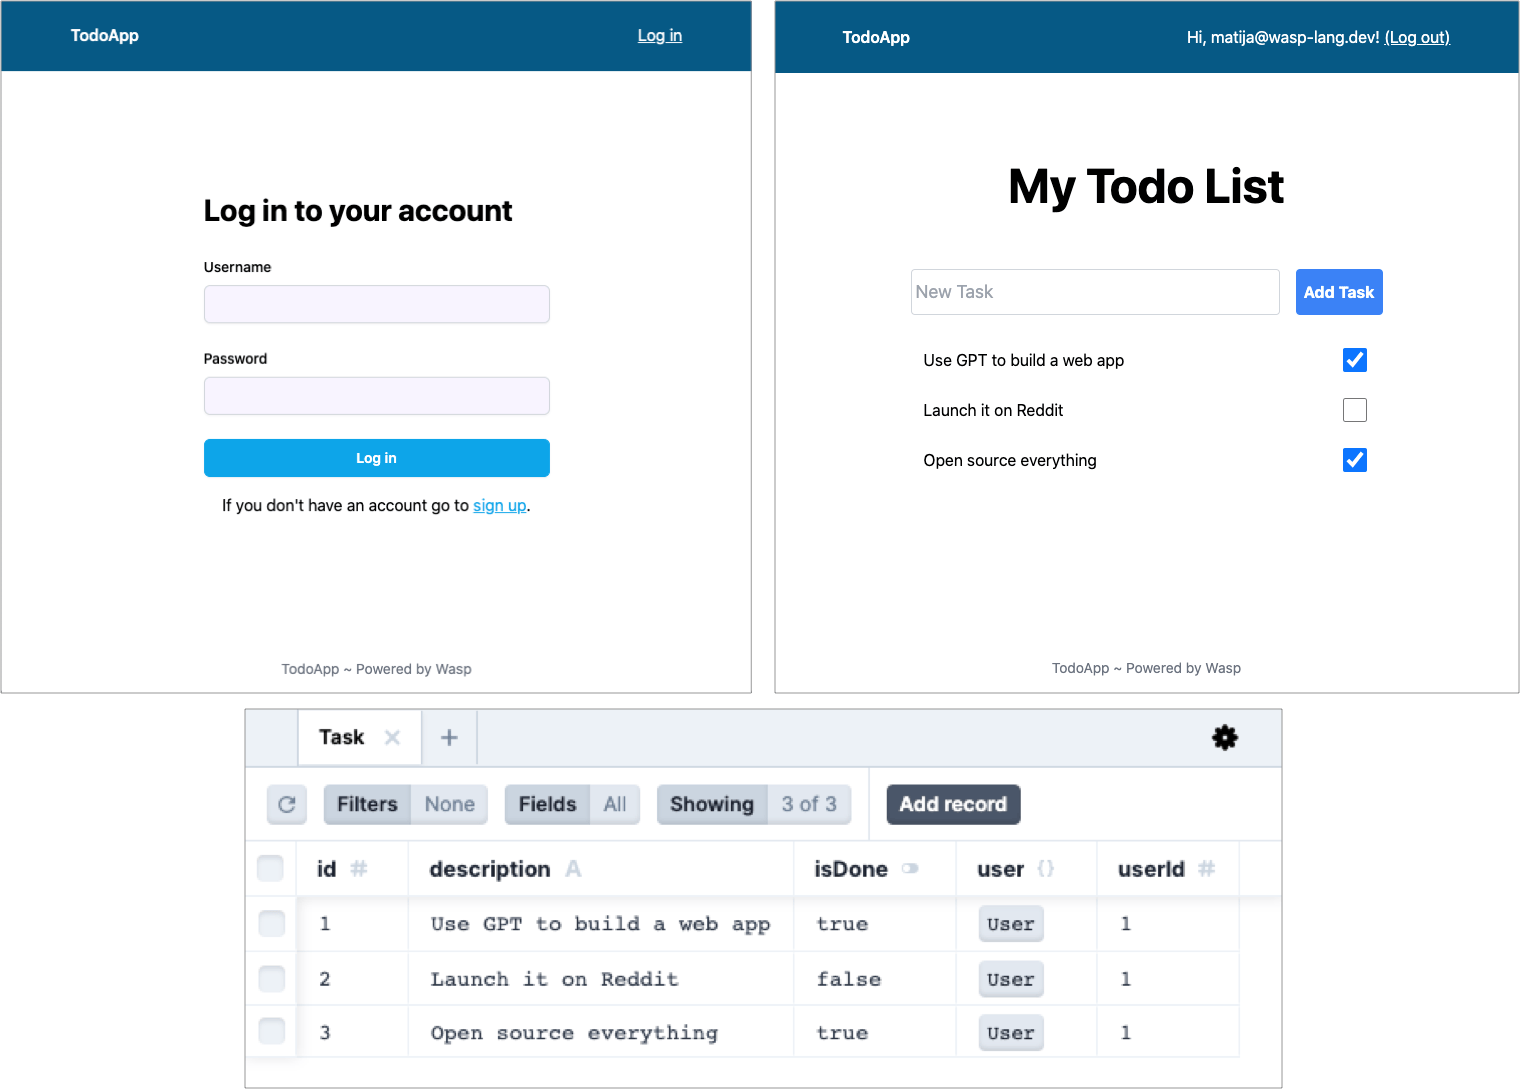 TodoApp
Log in
Log in to your account
Username
Password
Log in
If you don't have an account go to sign up.
TodoApp ~ Powered by Wasp
TodoApp
Hi, matija@wasp-lang.dev! (Log out)
My Todo List
New Task
Add Task
Use GPT to build a web app
Launch it on Reddit
Open source everything
TodoApp ~ Powered by Wasp
Task
Filters None Fields All Showing 3 of 3 Add record
id # description A isDone user {} userId #
1 Use GPT to build a web app true User 1
2 Launch it on Reddit false User 1
3 Open source everything true User 1